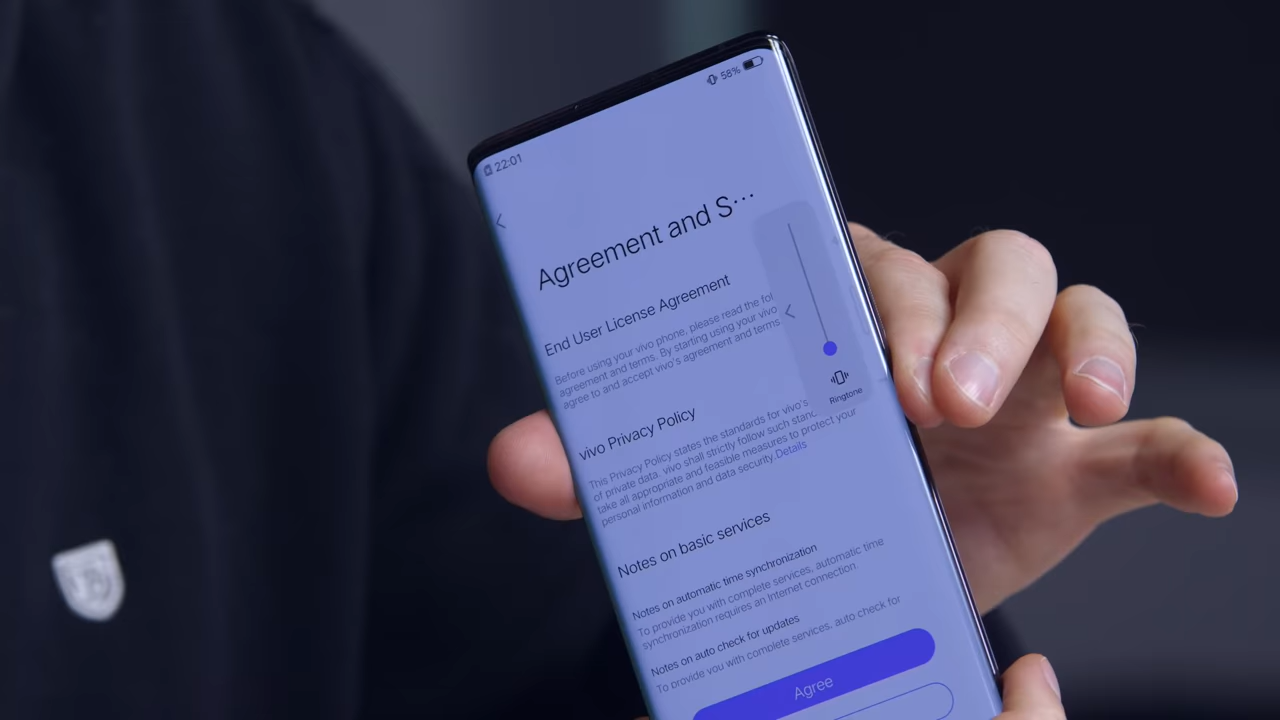 22:01
58%
Agreement and S...
End User License Agreement
Before using your vivo phone, please read the fol
agreement and terms. By starting using your vivo
agree to and accept vivo's agreement and terms
Ringtone
vivo Privacy Policy
This Privacy Policy states the standards for vivo's
of private data. vivo shall strictly follow such stand
take all appropriate and feasible measures to protect your
personal information and data security.Details
Notes on basic services
Notes on automatic time synchronization
To provide you with complete services, automatic time
synchronization requires an Internet connection.
Notes on auto check for updates
To provide you with complete services, auto check for
Agree